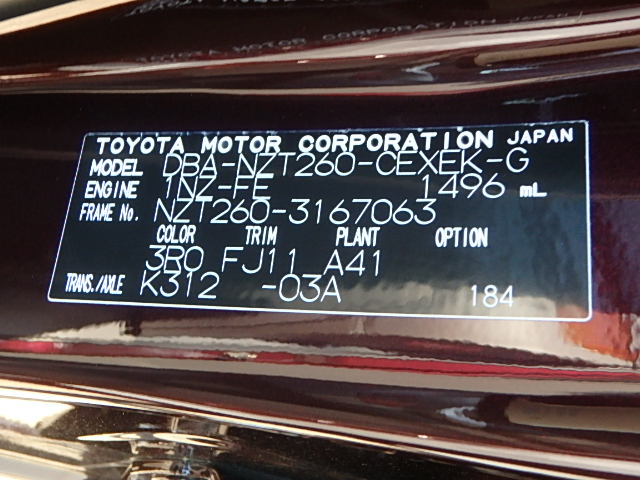 TOYOTA MOTOR CORPORATION JAPAN
MODEL DBA-NZT260-CEXEK-G
ENGINE 1NZ-FE 1496 mL
FRAME No. NZT260-3167063
COLOR TRIM PLANT OPTION
3R0 FJ11 A41
TRANS./AXLE K312 -03A 184